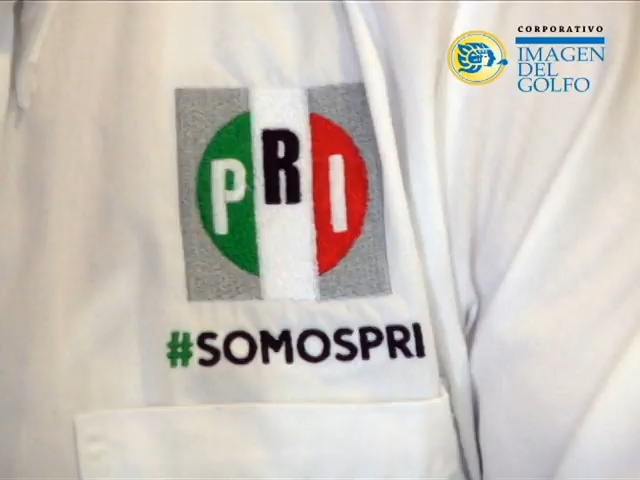 CORPORATIVO
IMAGEN
DEL
GOLFO
PRI
#SOMOSPRI